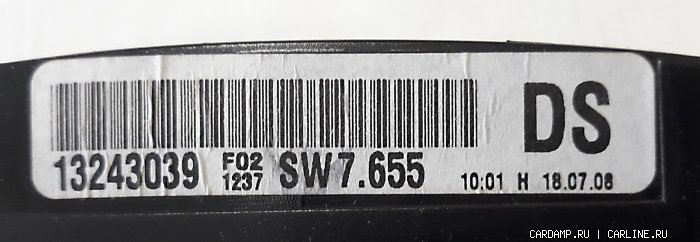 DS
13243039 F02 1237 SW7.655 10:01 H 18.07.08
CARDAMP.RU | CARLINE.RU